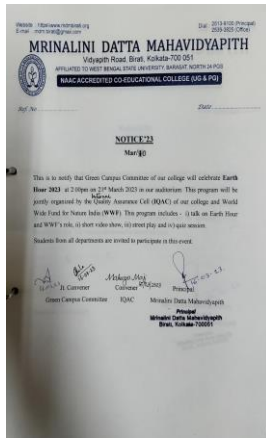 Website : https//www.mdmbirati.org
E-mail : mdm.birati@gmail.com
Dial : 2513-6100 (Principal)
2539-2829 (Office)
MRINALINI DATTA MAHAVIDYAPITH
Vidyapith Road, Birati, Kolkata-700 051
AFFILIATED TO WEST BENGAL STATE UNIVERSITY, BARASAT, NORTH 24 PGS
NAAC ACCREDITED CO-EDUCATIONAL COLLEGE (UG & PG)
Ref. No
Date
NOTICE'23
Mar/10
This is to notify that Green Campus Committee of our college will celebrate Earth
Hour 2023 at 2:00pm on 23rd March 2023 in our auditorium. This program will be
Internal
jointly organized by the Quality Assurance Cell (IQAC) of our college and World
Wide Fund for Nature India (WWF). This program includes - i) talk on Earth Hour
and WWF's role, ii) short video show, iii) street play and iv) quiz session.
Students from all departments are invited to participate in this event.
Jt. Convener Convener Principal
Green Campus Committee IQAC Mrinalini Datta Mahavidyapith
Principal
Mrinalini Datta Mahavidyapith
Birati, Kolkata-700051